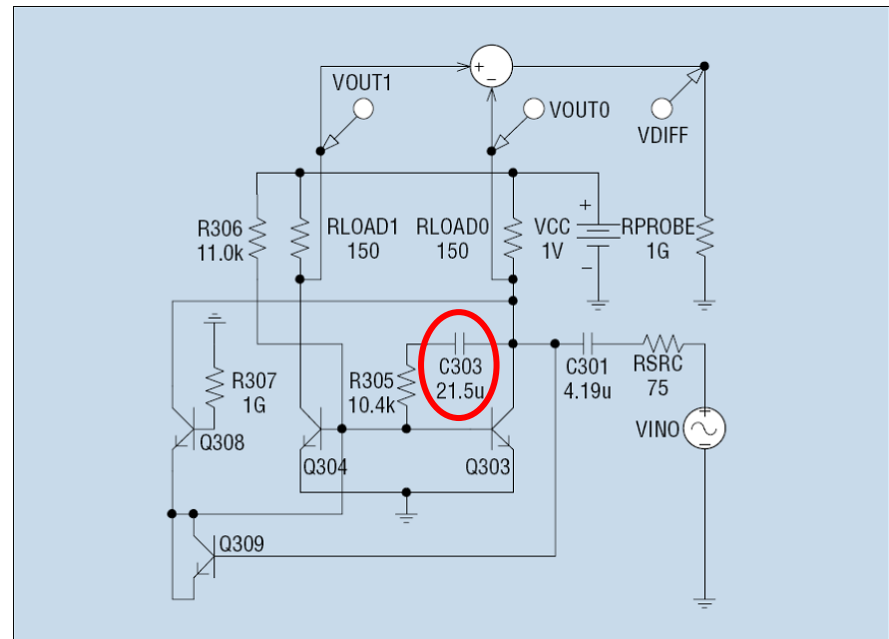 +
−
VOUT1
VOUT0
VDIFF
R306
11.0k
RLOAD1
150
RLOAD0
150
+
VCC
1V
−
RPROBE
1G
R307
1G
R305
10.4k
C303
21.5u
C301
4.19u
RSRC
75
Q308
Q304
Q303
VINO
+
−
Q309